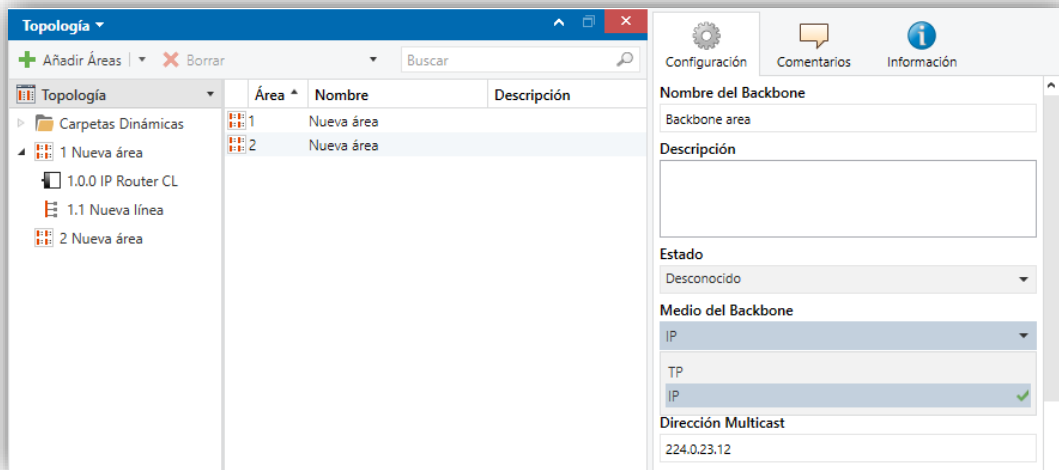 Topología
Añadir Áreas
Borrar
Buscar
Topología
Carpetas Dinámicas
1 Nueva área
1.0.0 IP Router CL
1.1 Nueva línea
2 Nueva área
Área Nombre Descripción
1 Nueva área
2 Nueva área
Configuración
Comentarios
Información
Nombre del Backbone
Backbone area
Descripción
Estado
Desconocido
Medio del Backbone
IP
TP
IP
Dirección Multicast
224.0.23.12